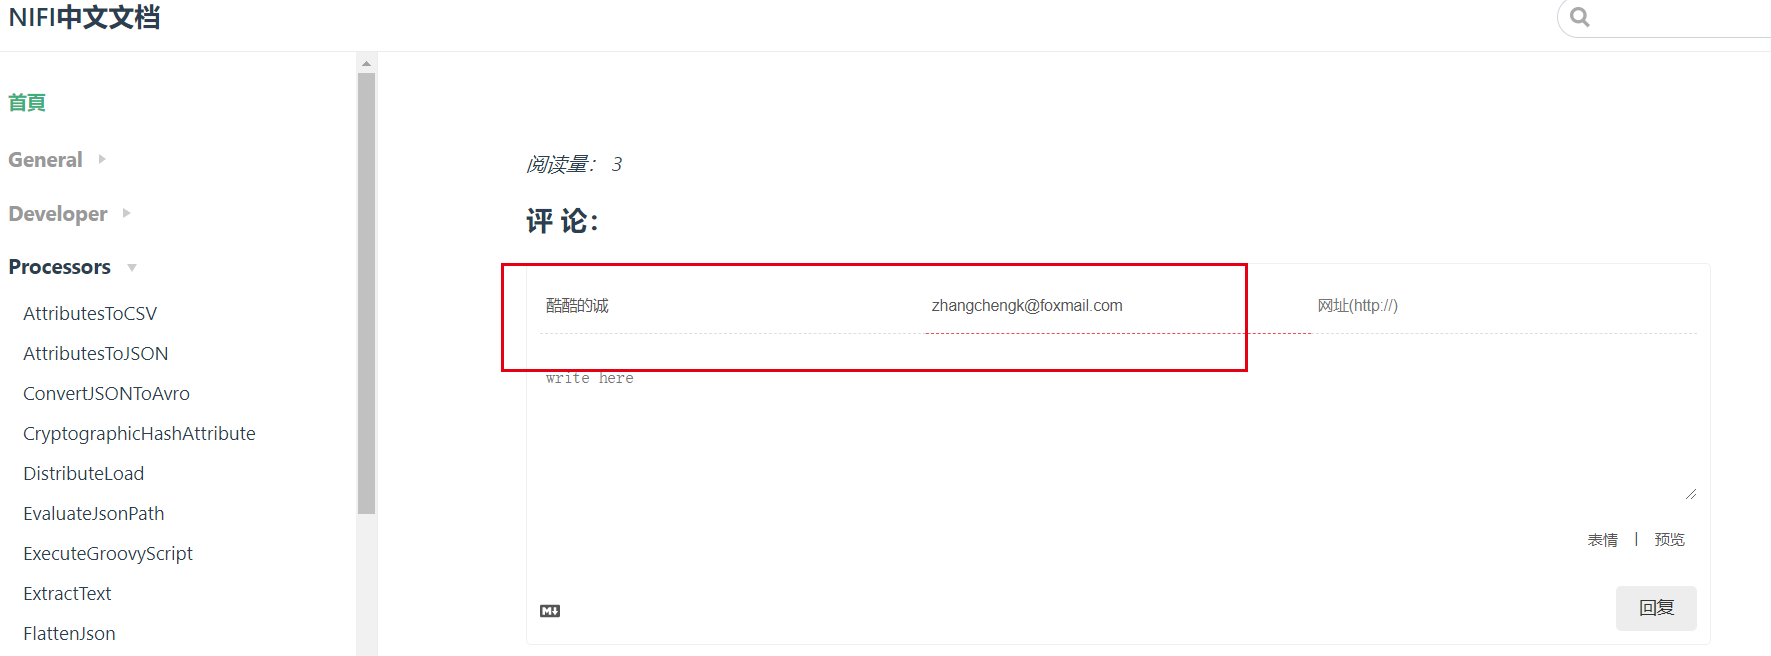 NIFI中文文档
首頁
General
Developer
Processors
AttributesToCSV
AttributesToJSON
ConvertJSONToAvro
CryptographicHashAttribute
DistributeLoad
EvaluateJsonPath
ExecuteGroovyScript
ExtractText
FlattenJson
阅读量： 3
评 论：
酷酷的诚 zhangchengk@foxmail.com 网址(http://)
write here
表情 | 预览
M↓
回复